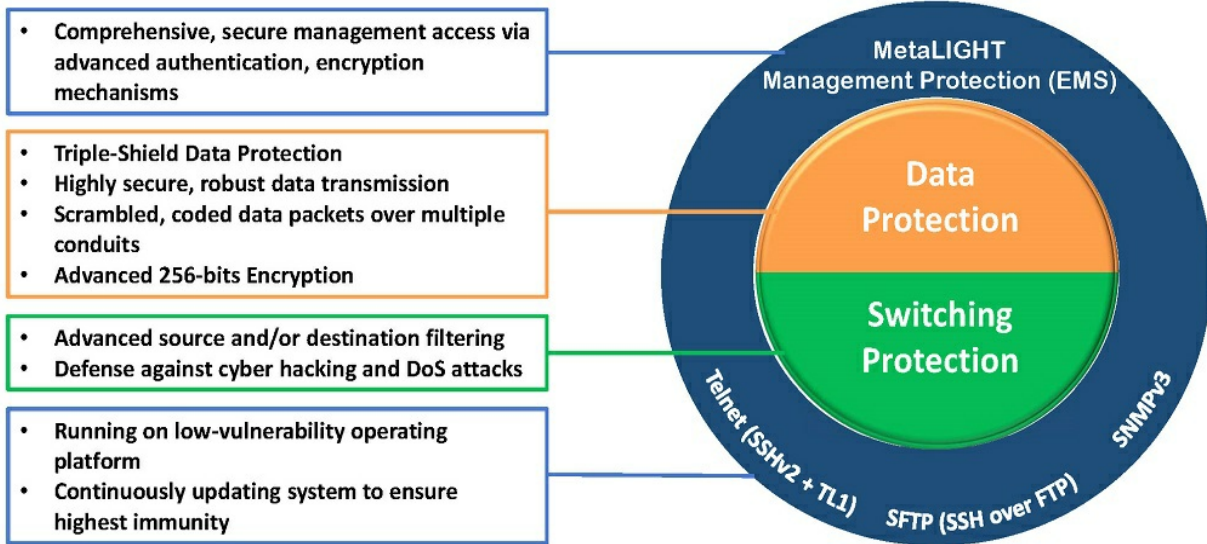 • Comprehensive, secure management access via
advanced authentication, encryption
mechanisms
• Triple-Shield Data Protection
• Highly secure, robust data transmission
• Scrambled, coded data packets over multiple
conduits
• Advanced 256-bits Encryption
• Advanced source and/or destination filtering
• Defense against cyber hacking and DoS attacks
• Running on low-vulnerability operating
platform
• Continuously updating system to ensure
highest immunity
MetaLIGHT
Management Protection (EMS)
Data
Protection
Switching
Protection
Telnet (SSHv2 + TL1)
SFTP (SSH over FTP)
SNMPv3